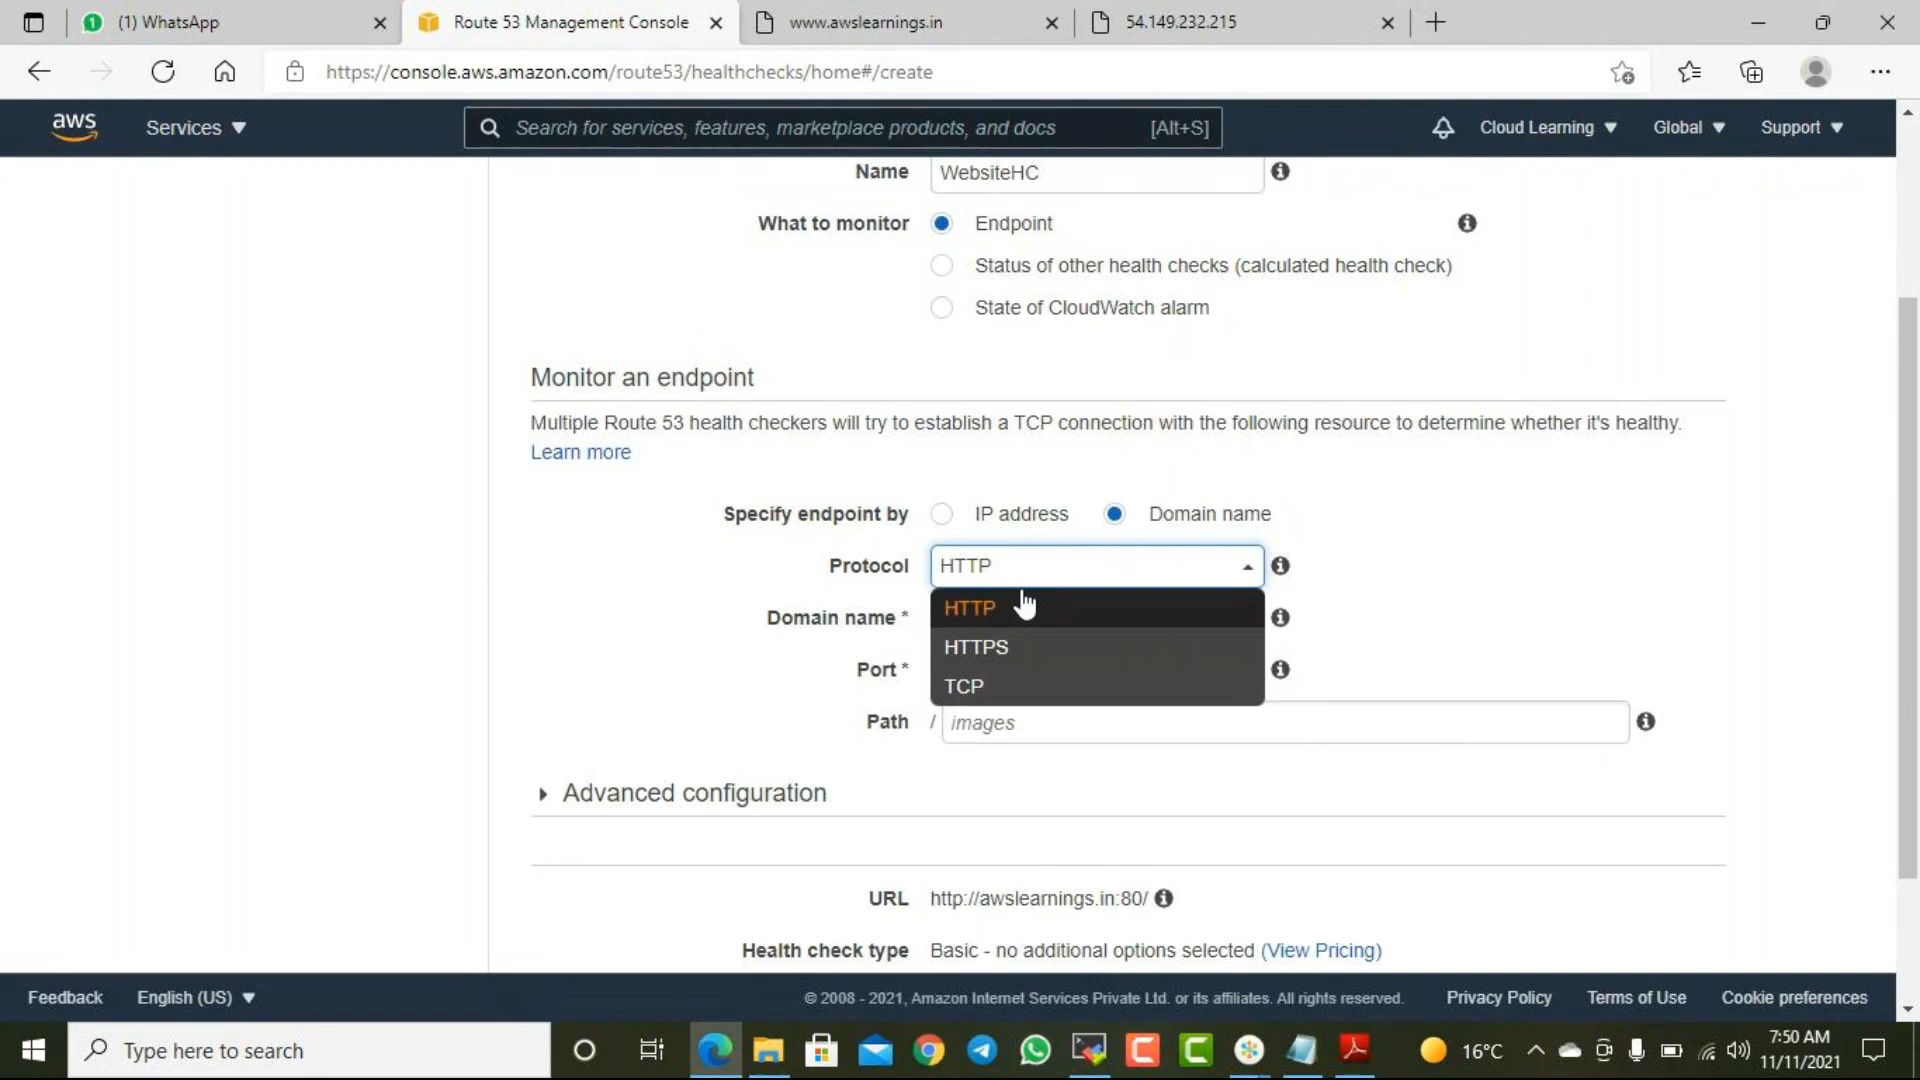 (1) WhatsApp
Route 53 Management Console
www.awslearnings.in
54.149.232.215
https://console.aws.amazon.com/route53/healthchecks/home#/create
aws
Services
Search for services, features, marketplace products, and docs [Alt+S]
Cloud Learning
Global
Support
Name WebsiteHC
What to monitor Endpoint
Status of other health checks (calculated health check)
State of CloudWatch alarm
Monitor an endpoint
Multiple Route 53 health checkers will try to establish a TCP connection with the following resource to determine whether it's healthy.
Learn more
Specify endpoint by IP address Domain name
Protocol HTTP
HTTP
Domain name *
HTTPS
Port *
TCP
Path / images
Advanced configuration
URL http://awslearnings.in:80/
Health check type Basic - no additional options selected (View Pricing)
Feedback English (US) © 2008 - 2021, Amazon Internet Services Private Ltd. or its affiliates. All rights reserved. Privacy Policy Terms of Use Cookie preferences
Type here to search
16°C
7:50 AM
11/11/2021